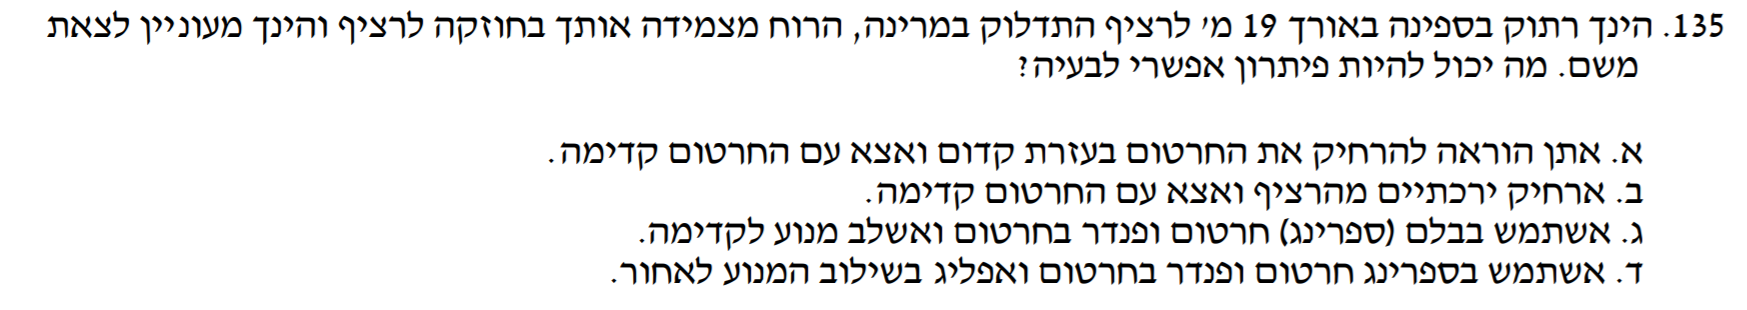 135. הינך רתוק בספינה באורך 19 מ' לרציף התדלוק במרינה, הרוח מצמידה אותך בחוזקה לרציף והינך מעוניין לצאת
משם. מה יכול להיות פיתרון אפשרי לבעיה?
א. אתן הוראה להרחיק את החרטום בעזרת קדום ואצא עם החרטום קדימה.
ב. ארחיק ירכתיים מהרציף ואצא עם החרטום קדימה.
ג. אשתמש בבלם (ספרינג) חרטום ופנדר בחרטום ואשלב מנוע לקדימה.
ד. אשתמש בספרינג חרטום ופנדר בחרטום ואפליג בשילוב המנוע לאחור.